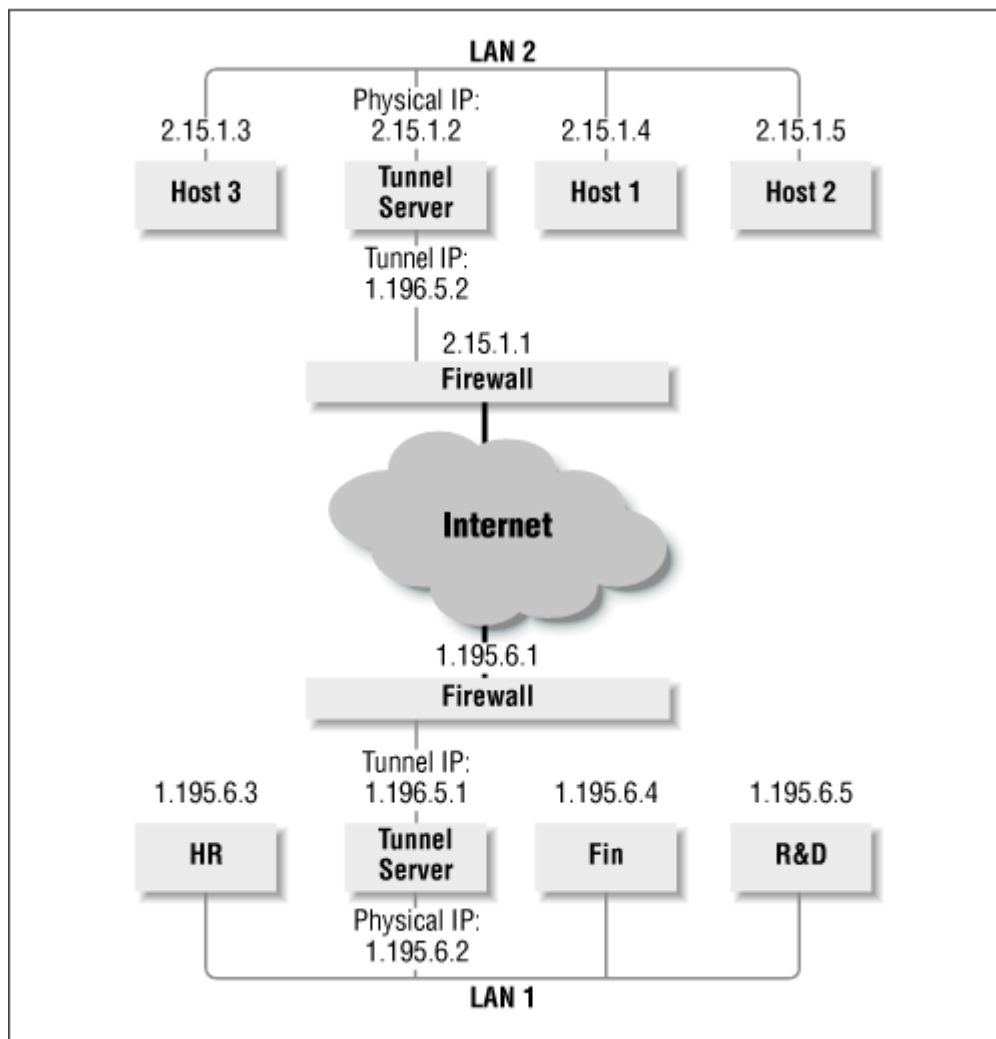 LAN 2
Physical IP:
2.15.1.3
2.15.1.2
2.15.1.4
2.15.1.5
Host 3
Tunnel
Server
Host 1
Host 2
Tunnel IP:
1.196.5.2
2.15.1.1
Firewall
Internet
1.195.6.1
Firewall
Tunnel IP:
1.195.6.3
1.196.5.1
1.195.6.4
1.195.6.5
HR
Tunnel
Server
Fin
R&D
Physical IP:
1.195.6.2
LAN 1